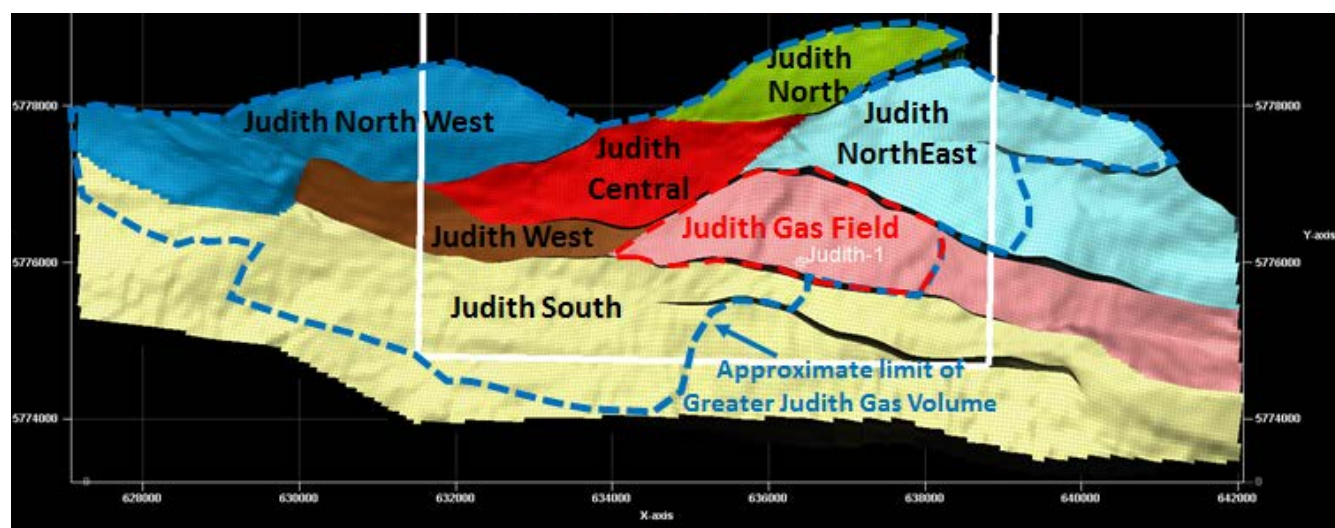 Judith
North
5778000
5778000
Judith North West
Judith
NorthEast
Judith
Central
Judith Gas Field
Judith West
Judith-1
Y-axis
5776000
5776000
Judith South
Approximate limit of
Greater Judith Gas Volume
5774000
5774000
0
0
628000
630000
632000
634000
636000
638000
640000
642000
X-axis